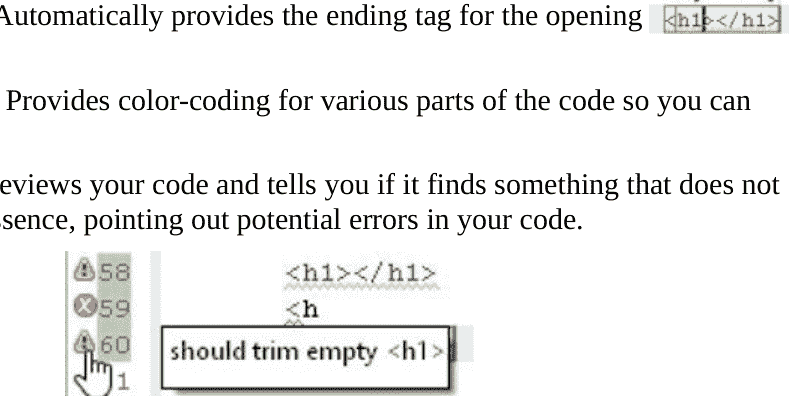 Automatically provides the ending tag for the opening <h1></h1>
Provides color-coding for various parts of the code so you can
eviews your code and tells you if it finds something that does not
ssence, pointing out potential errors in your code.
58 <h1></h1>
59 <h
60
should trim empty <h1>
1